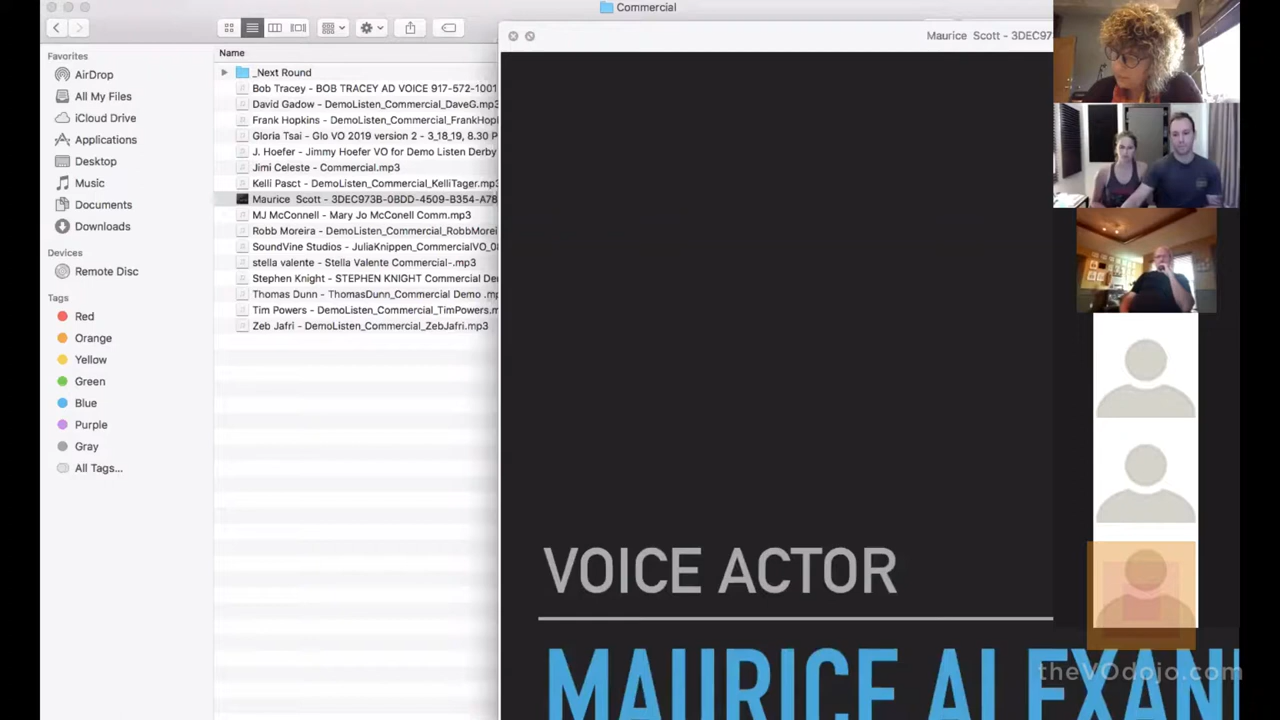 Commercial
Maurice Scott - 3DEC97
Name
Favorites
AirDrop
All My Files
iCloud Drive
Applications
Desktop
Music
Documents
Downloads
Devices
Remote Disc
Tags
Red
Orange
Yellow
Green
Blue
Purple
Gray
All Tags...
_Next Round
Bob Tracey - BOB TRACEY AD VOICE 917-572-1001
David Gadow - DemoListen_Commercial_DaveG.mp3
Frank Hopkins - DemoListen_Commercial_FrankHop
Gloria Tsai - Glo VO 2019 version 2 - 3_18_19, 8.30 P
J. Hoefer - Jimmy Hoefer VO for Demo Listen Derby
Jimi Celeste - Commercial.mp3
Kelli Pasct - DemoListen_Commercial_KelliTager.mp3
Maurice Scott - 3DEC973B-0BDD-4509-B354-A78
MJ McConnell - Mary Jo McConell Comm.mp3
Robb Moreira - DemoListen_Commercial_RobbMorei
SoundVine Studios - JuliaKnippen_CommercialVO_08
stella valente - Stella Valente Commercial-.mp3
Stephen Knight - STEPHEN KNIGHT Commercial De
Thomas Dunn - ThomasDunn_Commercial Demo .mp
Tim Powers - DemoListen_Commercial_TimPowers.m
Zeb Jafri - DemoListen_Commercial_ZebJafri.mp3
VOICE ACTOR
MAURICE ALEXAN
theVOdojo.com